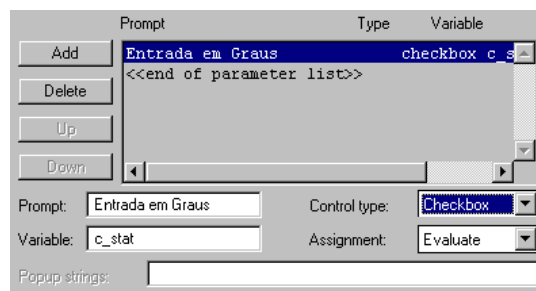 Prompt Type Variable
Add
Entrada em Graus checkbox c_s
<<end of parameter list>>
Delete
Up
Down
Prompt: Entrada em Graus Control type: Checkbox
Variable: c_stat Assignment: Evaluate
Popup strings: